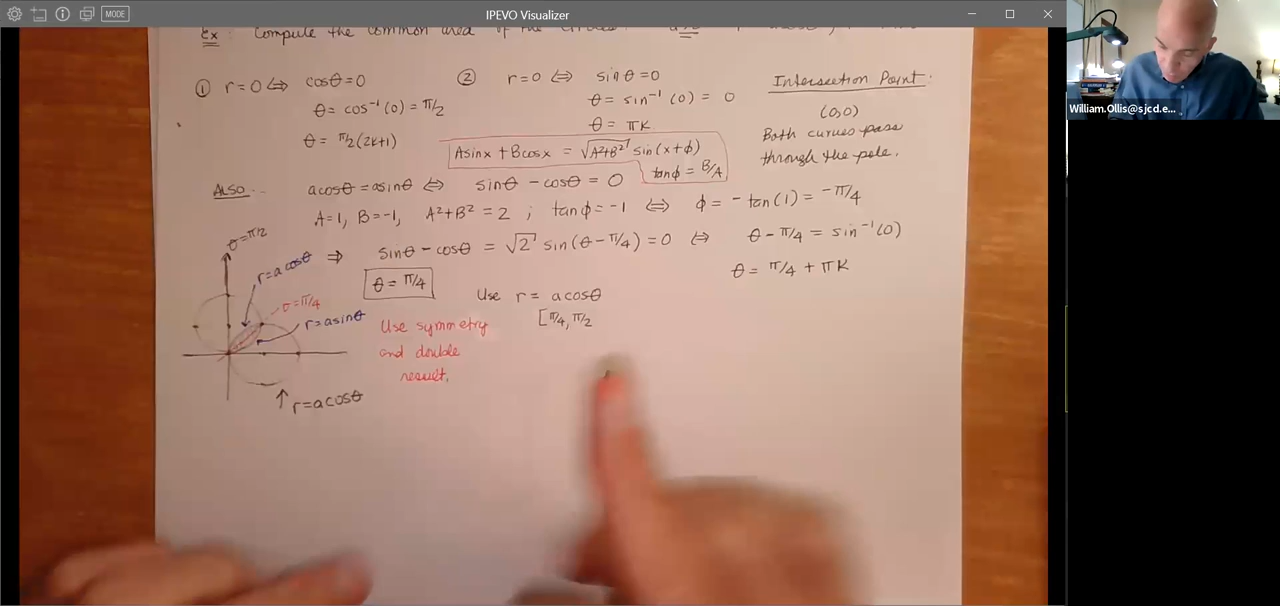 MODE
IPEVO Visualizer
William.Ollis@sjcd.e...
Ex: Compute the common area of the circles
① r=0 ⇔ cosθ=0
θ = cos⁻¹(0) = π/2
θ = π/2(2k+1)
② r=0 ⇔ sinθ=0
θ = sin⁻¹(0) = 0
θ = πK
Intersection Point:
(0,0)
Both curves pass
through the pole.
Asinx + Bcosx = √A²+B² sin(x+ϕ)
tanϕ = B/A
ALSO... acosθ = asinθ ⇔ sinθ - cosθ = 0
A=1, B=-1, A²+B² = 2 ; tanϕ = -1 ⇔ ϕ = -tan(1) = -π/4
⇒ sinθ - cosθ = √2 sin(θ-π/4) = 0 ⇔ θ - π/4 = sin⁻¹(0)
θ = π/4 θ = π/4 + πK
θ=π/2
r=acosθ
θ=π/4
r=asinθ
↑ r=acosθ
Use symmetry
and double
result.
Use r = acosθ
[π/4, π/2